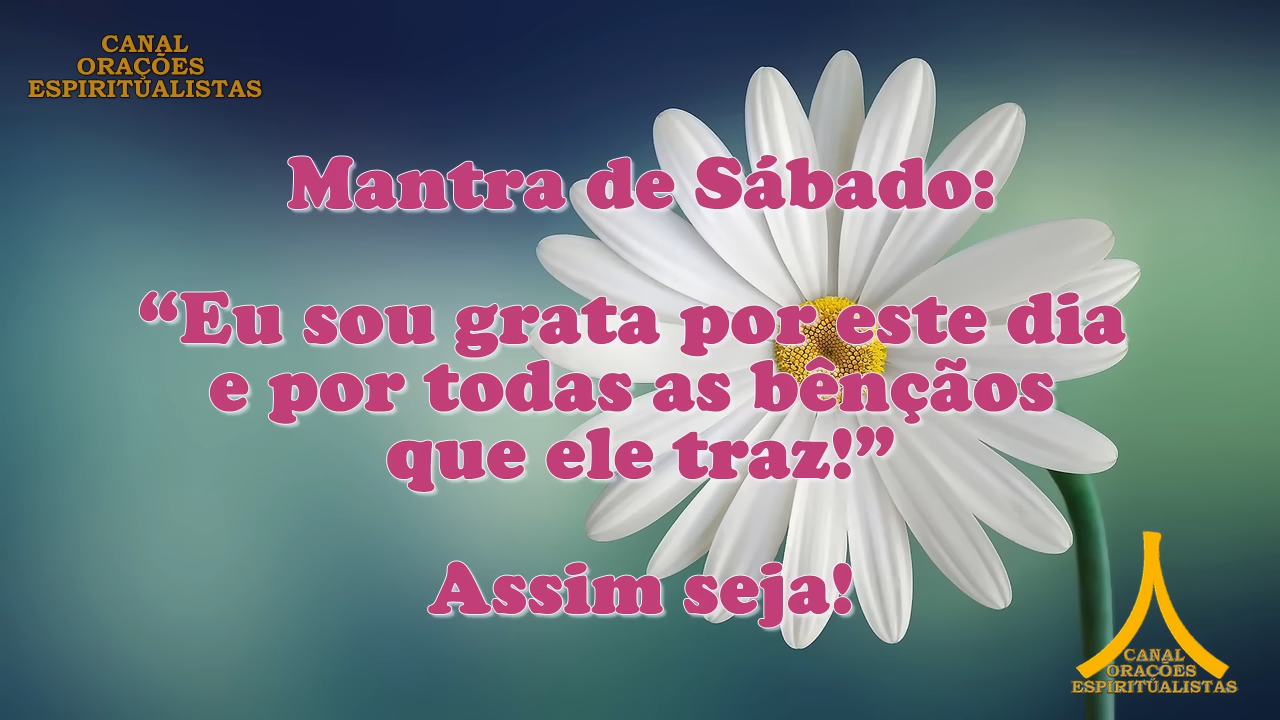 CANAL
ORAÇÕES
ESPIRITUALISTAS
Mantra de Sábado:
“Eu sou grata por este dia
e por todas as bênçãos
que ele traz!”
Assim seja!
CANAL
ORAÇÕES
ESPIRITUALISTAS